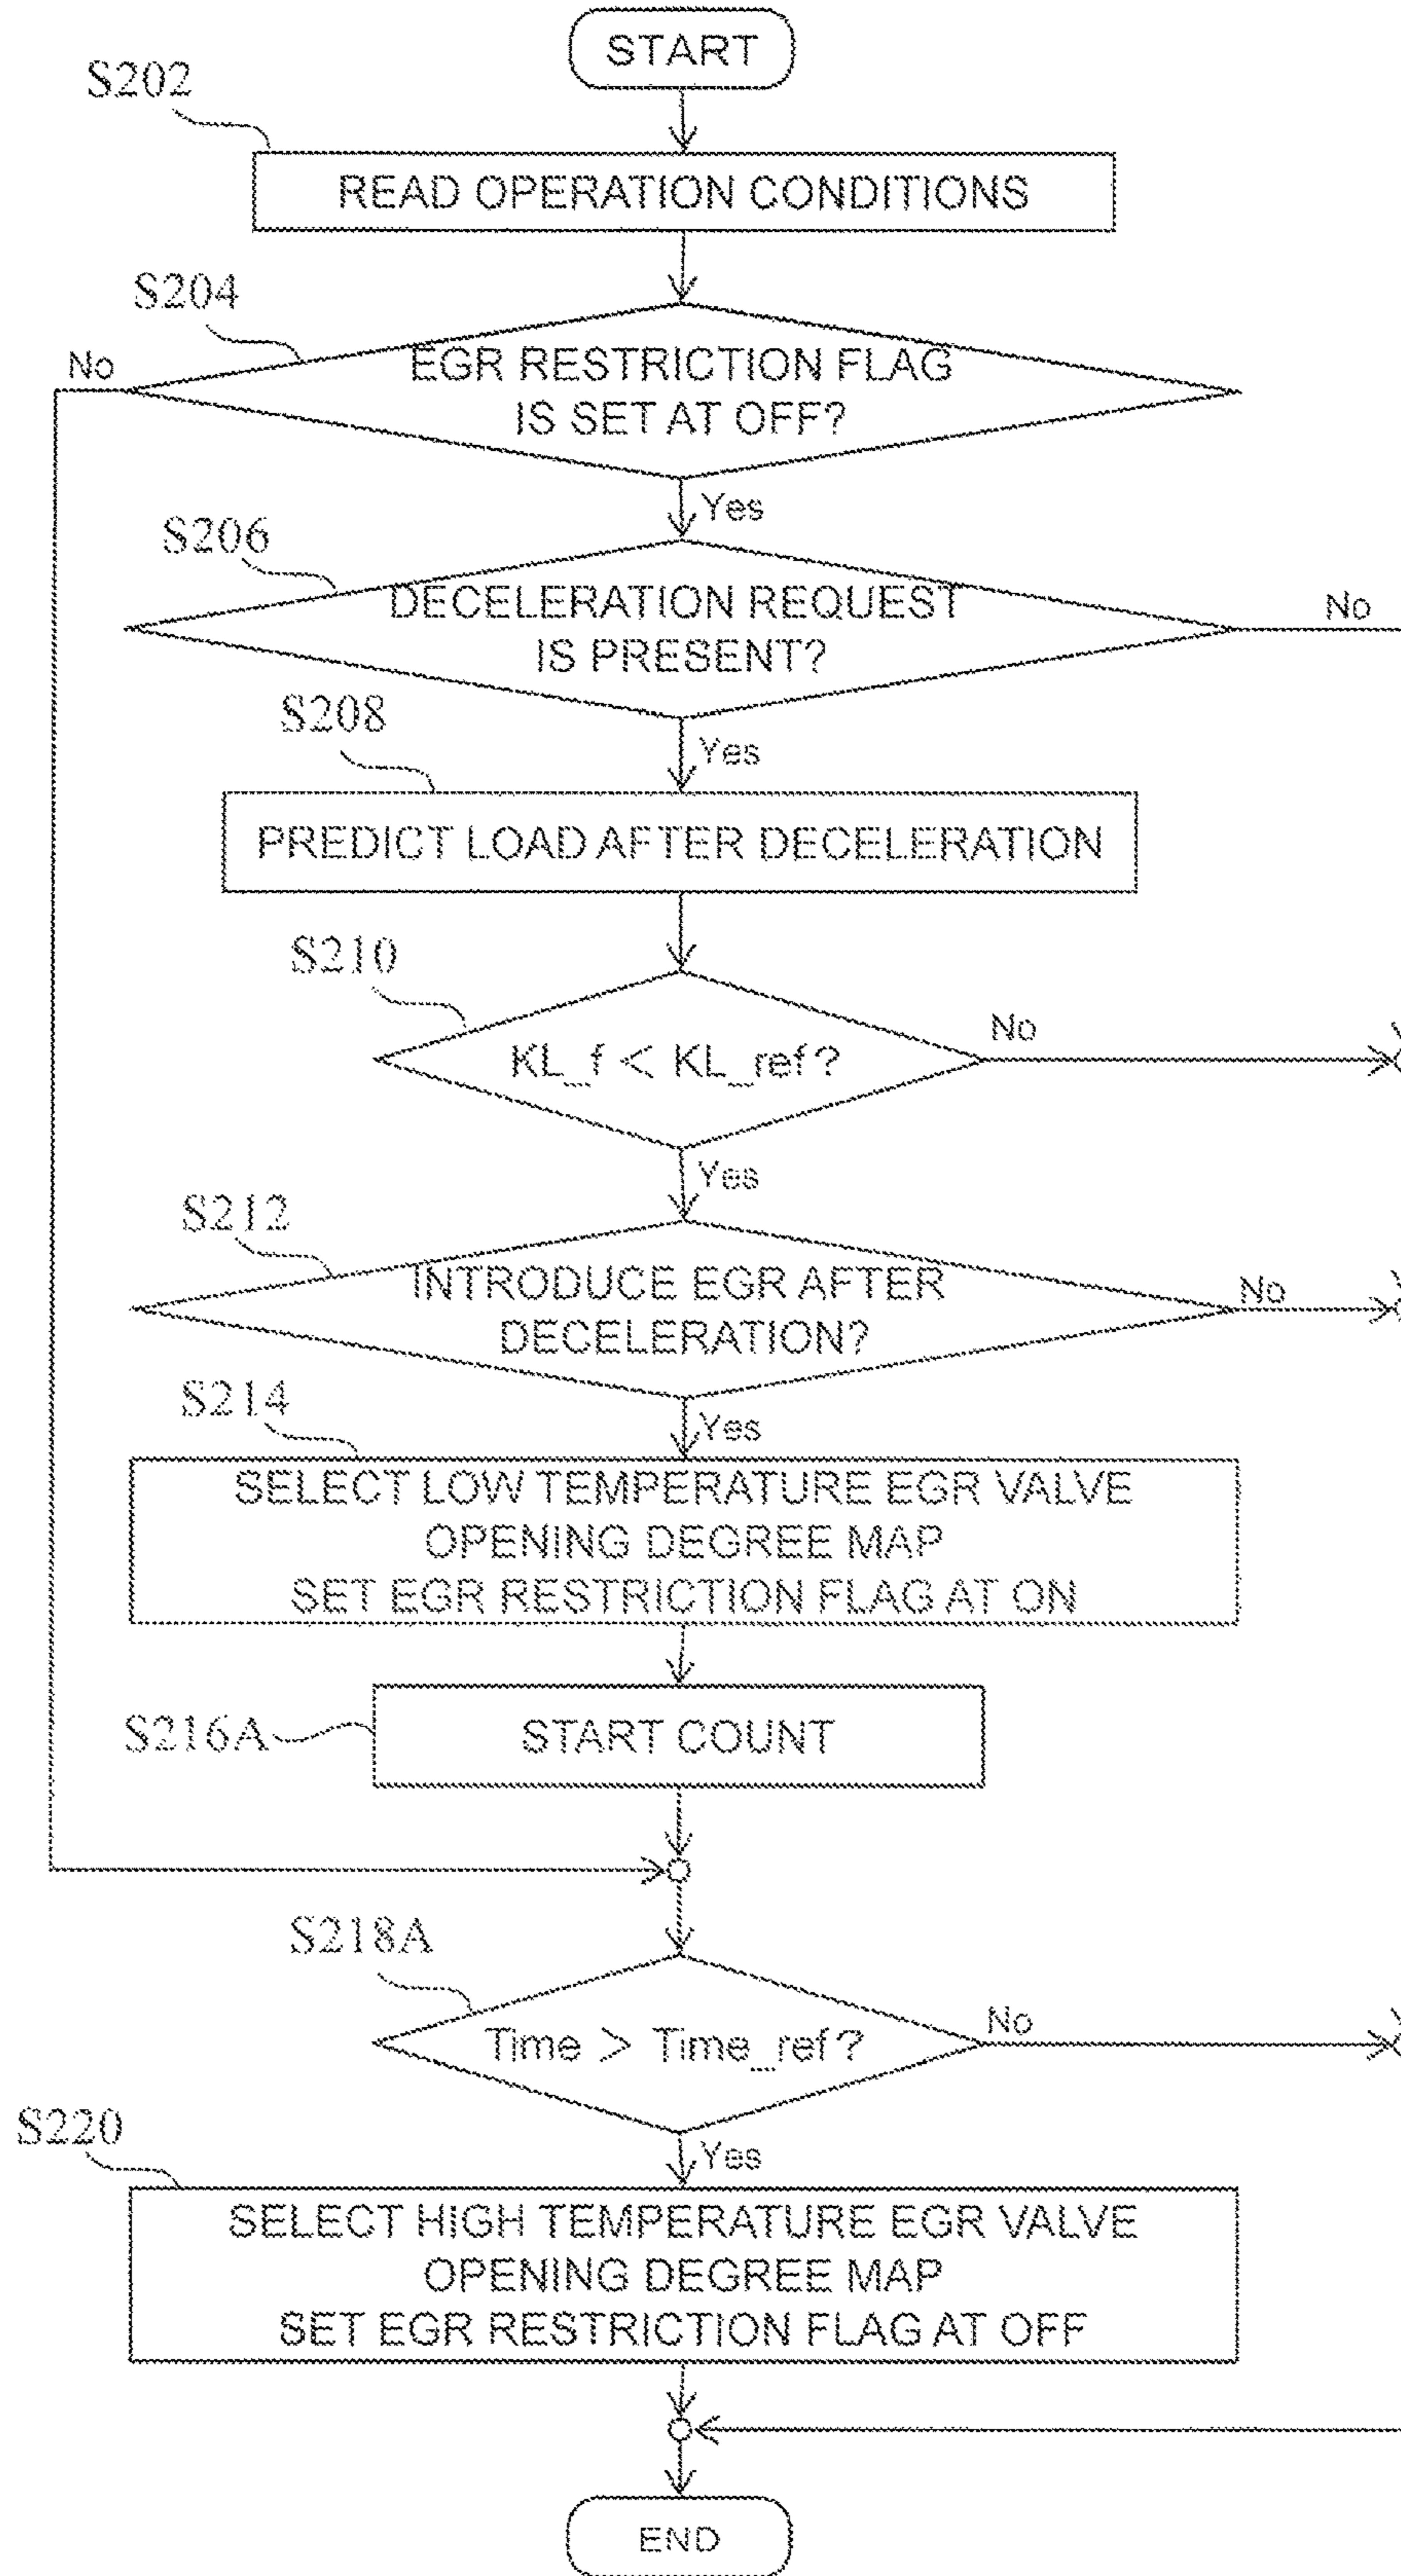 START
S202
READ OPERATION CONDITIONS
S204
No
EGR RESTRICTION FLAG
IS SET AT OFF?
Yes
S206
DECELERATION REQUEST
IS PRESENT?
No
Yes
S208
PREDICT LOAD AFTER DECELERATION
S210
KL_f < KL_ref?
No
Yes
S212
INTRODUCE EGR AFTER
DECELERATION?
No
Yes
S214
SELECT LOW TEMPERATURE EGR VALVE
OPENING DEGREE MAP
SET EGR RESTRICTION FLAG AT ON
S216A
START COUNT
S218A
Time > Time_ref?
No
Yes
S220
SELECT HIGH TEMPERATURE EGR VALVE
OPENING DEGREE MAP
SET EGR RESTRICTION FLAG AT OFF
END